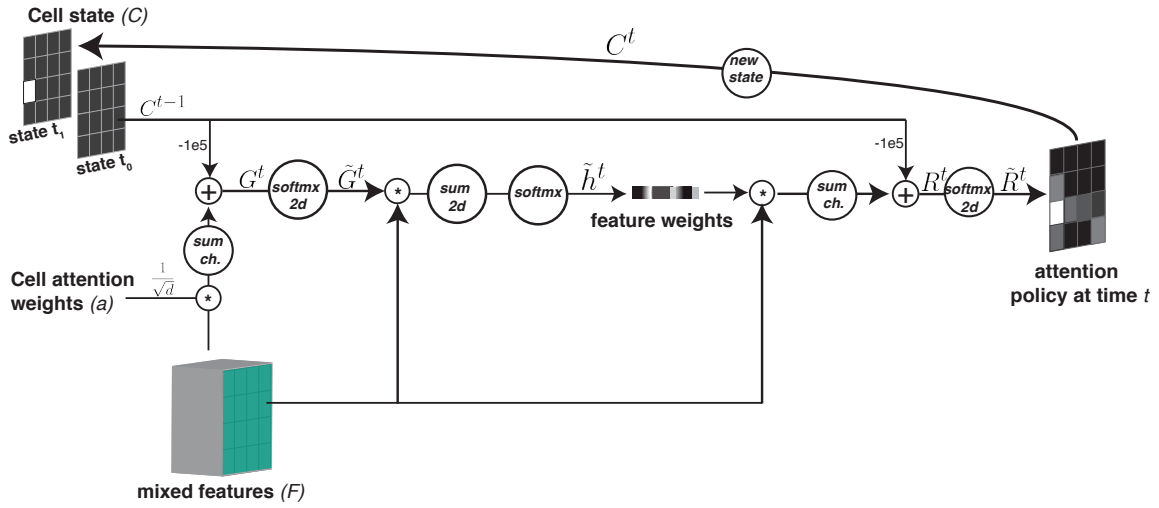 Cell state (C)
C^t
new
state
C^{t-1}
state t_1
state t_0
-1e5
-1e5
+
G^t
softmx
2d
G̃^t
*
sum
2d
softmx
h̃^t
feature weights
*
sum
ch.
+
R^t
softmx
2d
R̃^t
sum
ch.
Cell attention
weights (a)
1/√d
*
attention
policy at time t
mixed features (F)